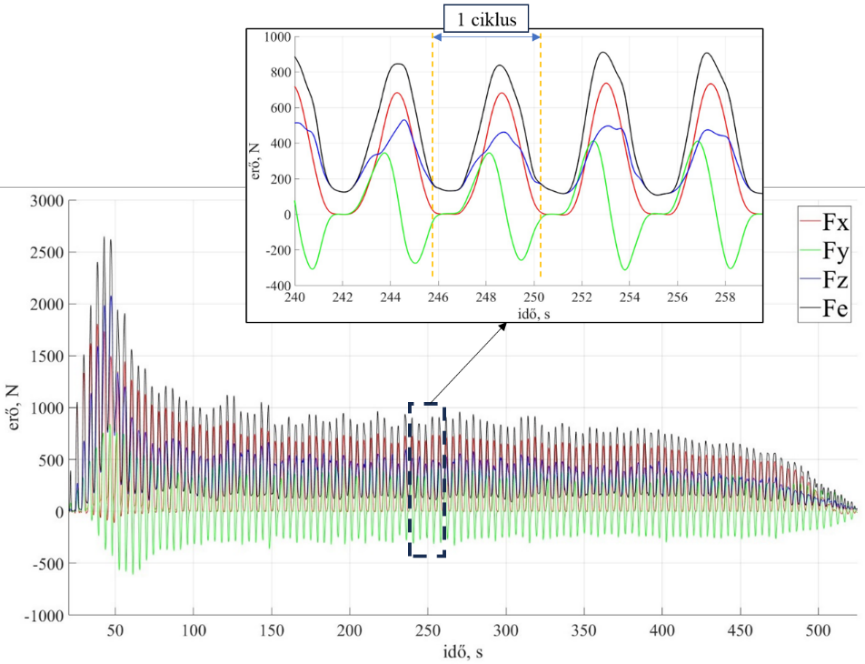 1 ciklus
1000
800
600
400
200
0
-200
-400
erő, N
240 242 244 246 248 250 252 254 256 258
idő, s
3000
2500
2000
1500
1000
500
0
-500
-1000
erő, N
50 100 150 200 250 300 350 400 450 500
idő, s
Fx
Fy
Fz
Fe